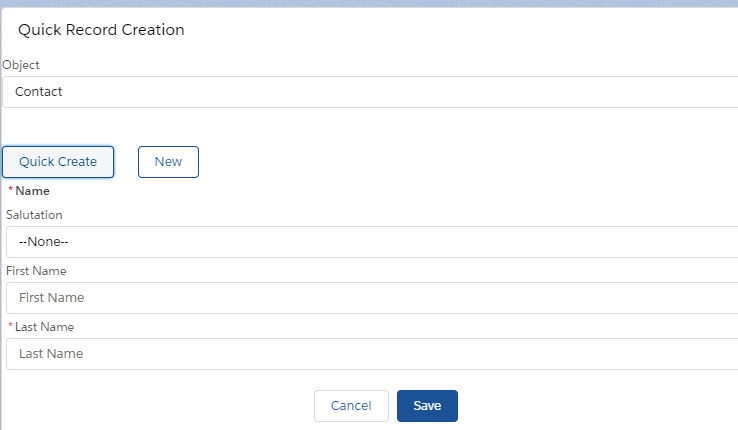 Quick Record Creation
Object
Contact
Quick Create New
* Name
Salutation
--None--
First Name
First Name
* Last Name
Last Name
Cancel Save